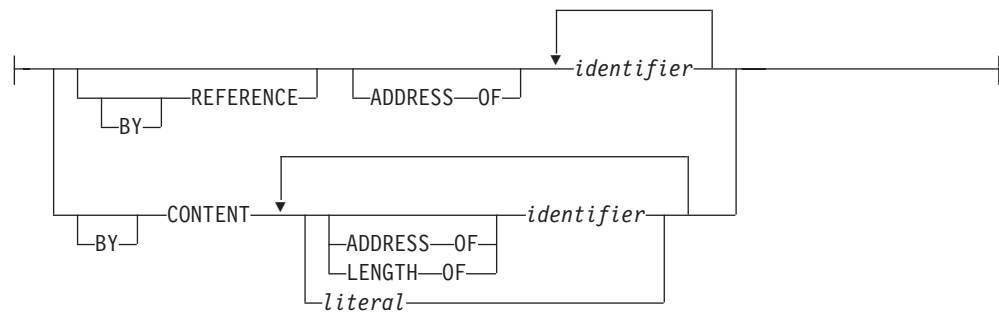 identifier
REFERENCE ADDRESS OF
BY
CONTENT identifier
BY ADDRESS OF
LENGTH OF
literal